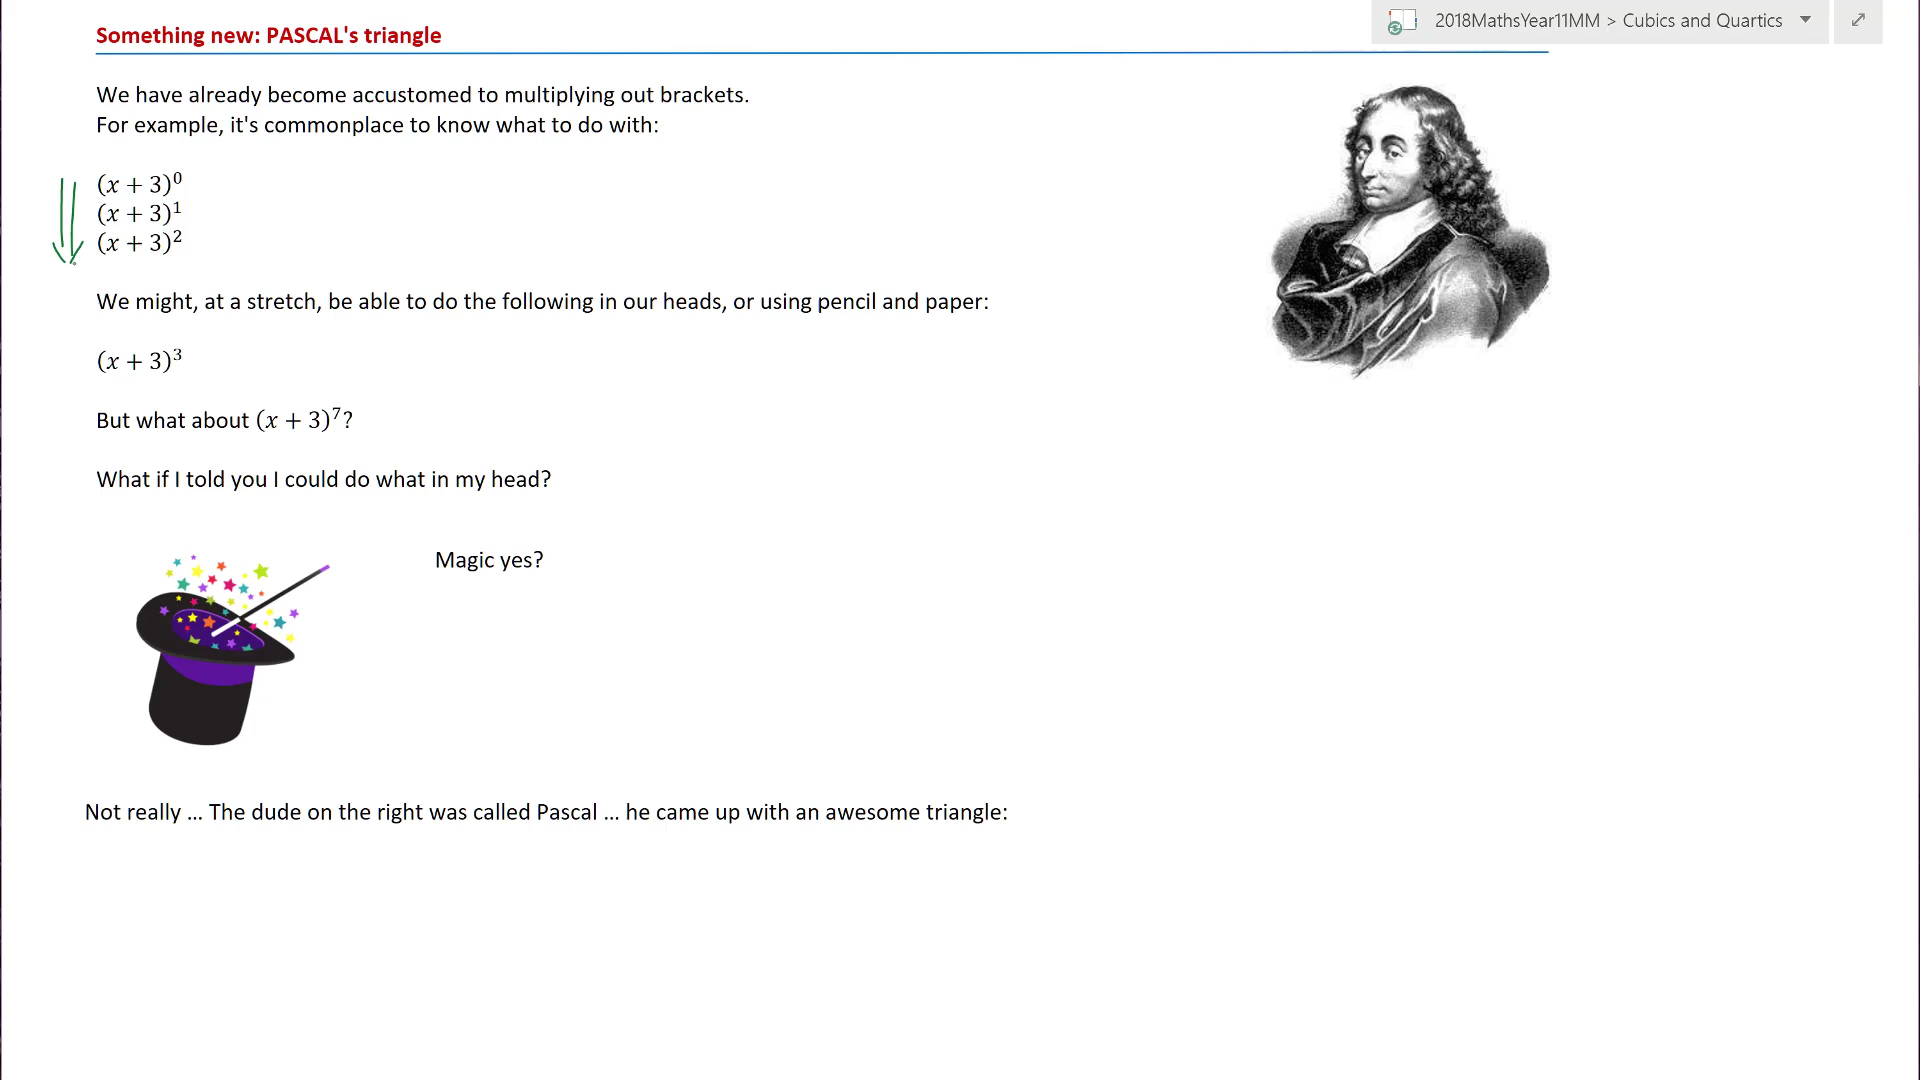 Something new: PASCAL's triangle
2018MathsYear11MM > Cubics and Quartics
We have already become accustomed to multiplying out brackets.
For example, it's commonplace to know what to do with:
(x + 3)⁰
(x + 3)¹
(x + 3)²
We might, at a stretch, be able to do the following in our heads, or using pencil and paper:
(x + 3)³
But what about (x + 3)⁷?
What if I told you I could do what in my head?
Magic yes?
Not really ... The dude on the right was called Pascal ... he came up with an awesome triangle: